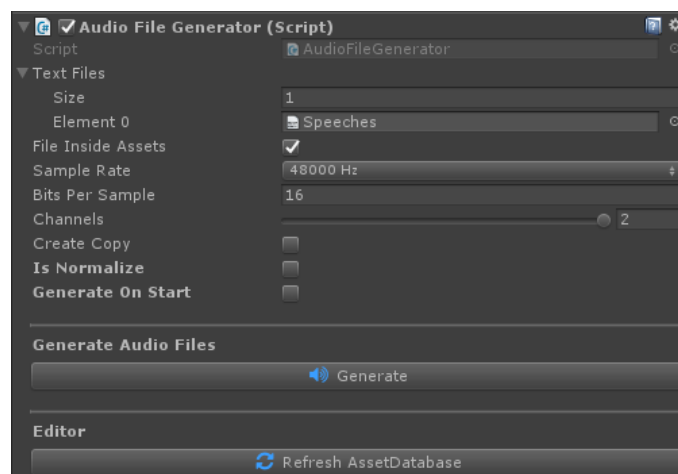 Audio File Generator (Script)
Script AudioFileGenerator
Text Files
Size 1
Element 0 Speeches
File Inside Assets
Sample Rate 48000 Hz
Bits Per Sample 16
Channels 2
Create Copy
Is Normalize
Generate On Start
Generate Audio Files
Generate
Editor
Refresh AssetDatabase